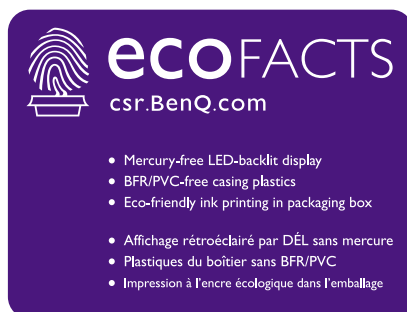 ecoFACTS
csr.BenQ.com
• Mercury-free LED-backlit display
• BFR/PVC-free casing plastics
• Eco-friendly ink printing in packaging box
• Affichage rétroéclairé par DÉL sans mercure
• Plastiques du boîtier sans BFR/PVC
• Impression à l'encre écologique dans l'emballage